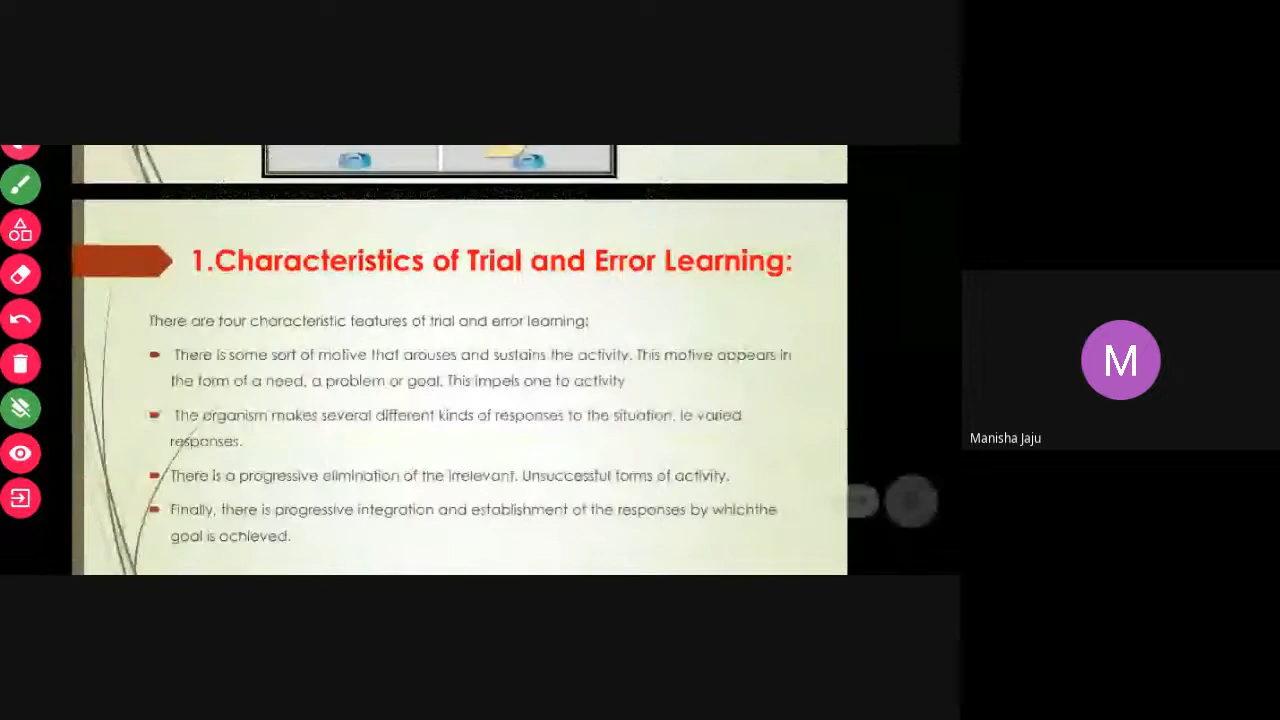 1.Characteristics of Trial and Error Learning:
There are four characteristic features of trial and error learning:
There is some sort of motive that arouses and sustains the activity. This motive appears in
the form of a need, a problem or goal. This impels one to activity
The organism makes several different kinds of responses to the situation, ie varied
responses.
There is a progressive elimination of the irrelevant. Unsuccessful forms of activity.
Finally, there is progressive integration and establishment of the responses by whichthe
goal is achieved.
M
Manisha Jaju